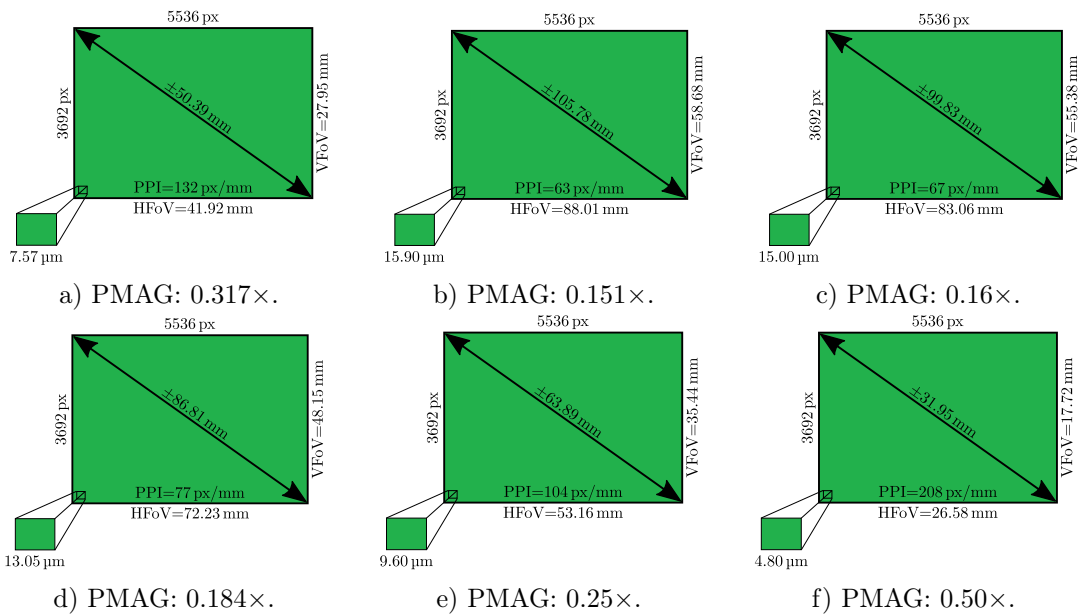 5536 px
3692 px
±50.39 mm
VFoV=27.95 mm
PPI=132 px/mm
HFoV=41.92 mm
7.57 µm
a) PMAG: 0.317×.
5536 px
3692 px
±105.78 mm
VFoV=58.68 mm
PPI=63 px/mm
HFoV=88.01 mm
15.90 µm
b) PMAG: 0.151×.
5536 px
3692 px
±99.83 mm
VFoV=55.38 mm
PPI=67 px/mm
HFoV=83.06 mm
15.00 µm
c) PMAG: 0.16×.
5536 px
3692 px
±86.81 mm
VFoV=48.15 mm
PPI=77 px/mm
HFoV=72.23 mm
13.05 µm
d) PMAG: 0.184×.
5536 px
3692 px
±63.89 mm
VFoV=35.44 mm
PPI=104 px/mm
HFoV=53.16 mm
9.60 µm
e) PMAG: 0.25×.
5536 px
3692 px
±31.95 mm
VFoV=17.72 mm
PPI=208 px/mm
HFoV=26.58 mm
4.80 µm
f) PMAG: 0.50×.